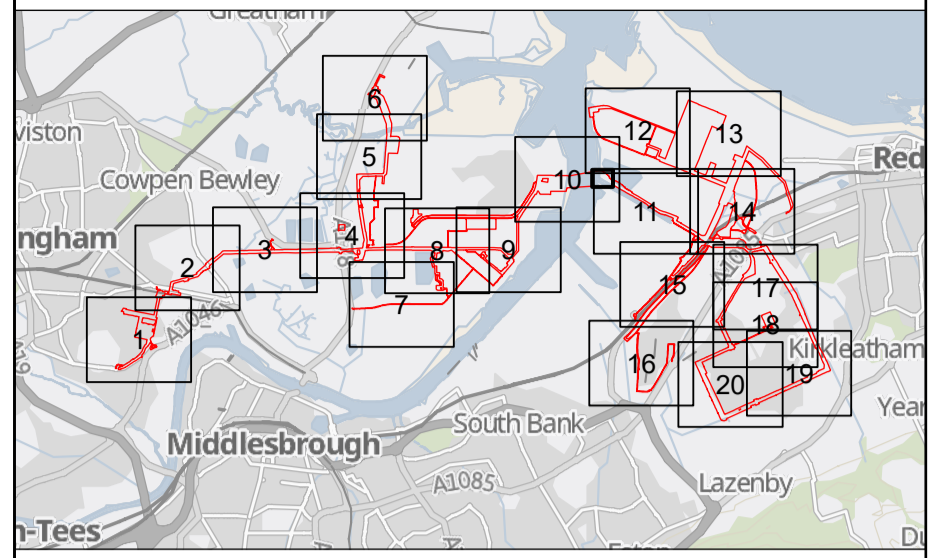 Greatham
6
viston
12
13
5
Red
Cowpen Bewley
10
11
14
ngham
4
A178
2
3
8
9
A1085
15
17
7
1
A1046
18
A19
16
Kirkleatham
20
19
Year
South Bank
Middlesbrough
A1085
Lazenby
n-Tees
Du
Eston